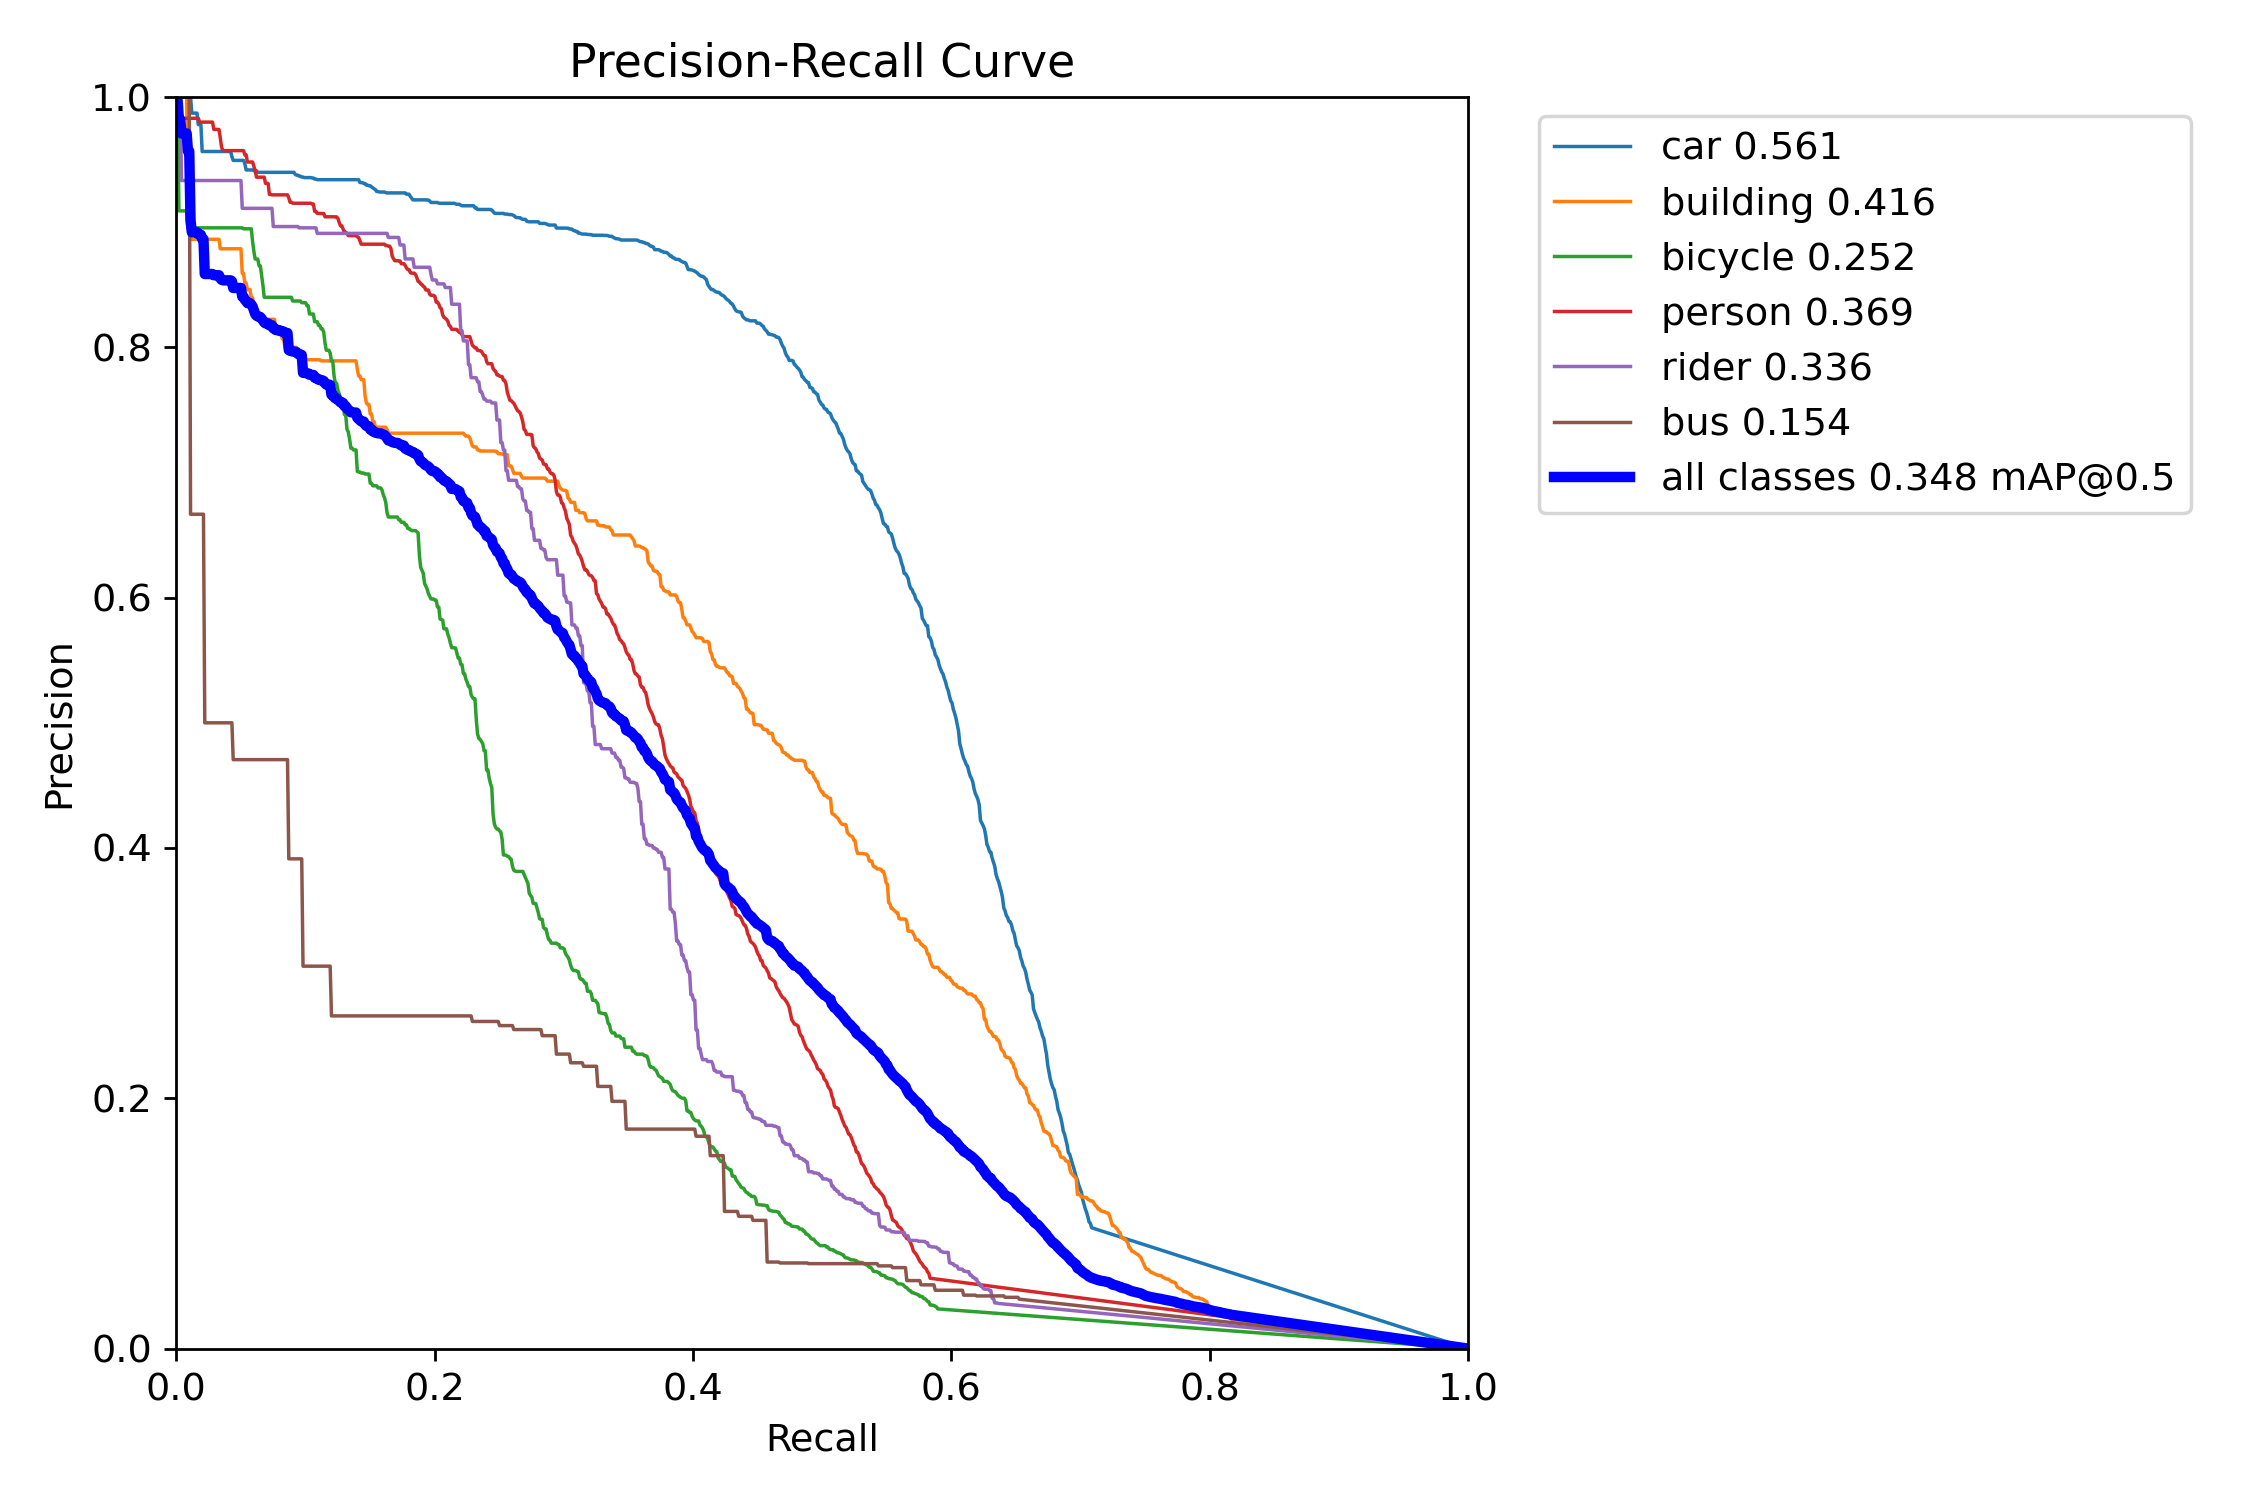 Precision-Recall Curve
1.0
0.8
0.6
0.4
0.2
0.0
Precision
0.0 0.2 0.4 0.6 0.8 1.0
Recall
car 0.561
building 0.416
bicycle 0.252
person 0.369
rider 0.336
bus 0.154
all classes 0.348 mAP@0.5